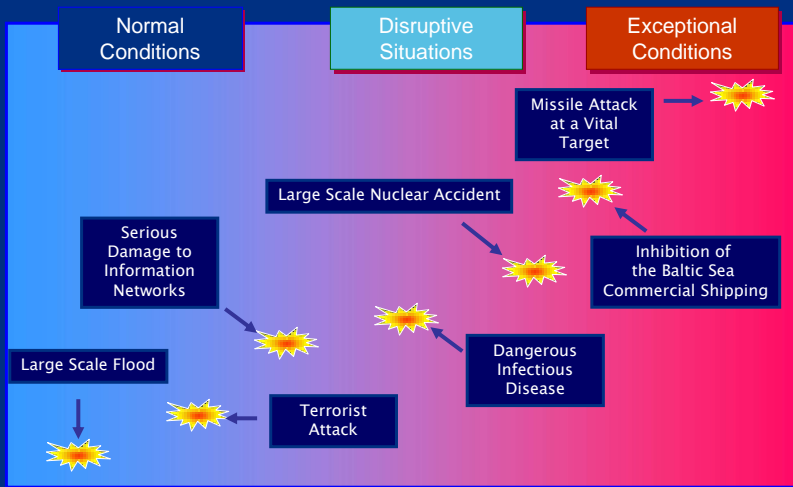 Normal
Conditions
Disruptive
Situations
Exceptional
Conditions
Missile Attack
at a Vital
Target
Large Scale Nuclear Accident
Serious
Damage to
Information
Networks
Inhibition of
the Baltic Sea
Commercial Shipping
Large Scale Flood
Dangerous
Infectious
Disease
Terrorist
Attack